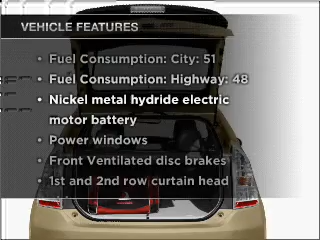 VEHICLE FEATURES
• Fuel Consumption: City: 51
• Fuel Consumption: Highway: 48
• Nickel metal hydride electric
motor battery
• Power windows
• Front Ventilated disc brakes
• 1st and 2nd row curtain head